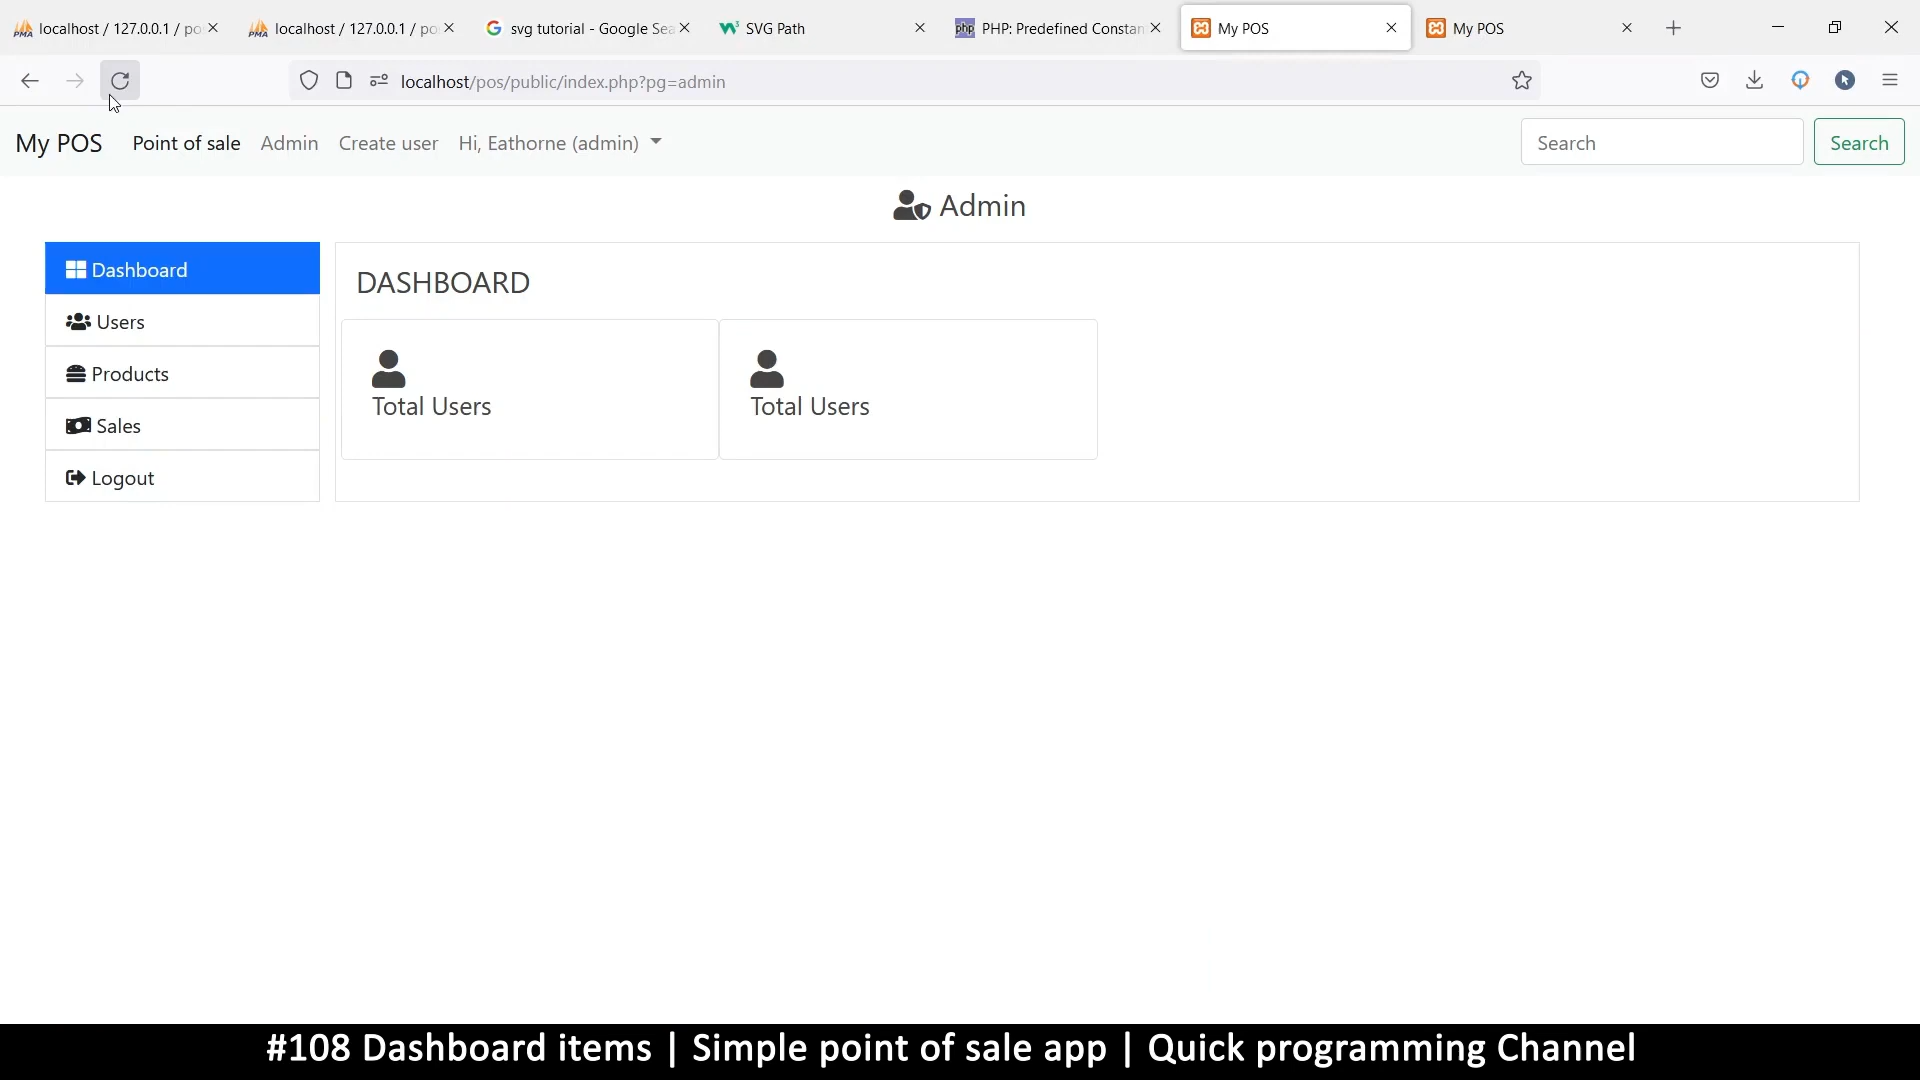 localhost / 127.0.0.1 / po
localhost / 127.0.0.1 / po
svg tutorial - Google Sea
SVG Path
PHP: Predefined Constan
My POS
My POS
localhost/pos/public/index.php?pg=admin
My POS
Point of sale
Admin
Create user
Hi, Eathorne (admin)
Search
Search
Admin
Dashboard
Users
Products
Sales
Logout
DASHBOARD
Total Users
Total Users
#108 Dashboard items | Simple point of sale app | Quick programming Channel